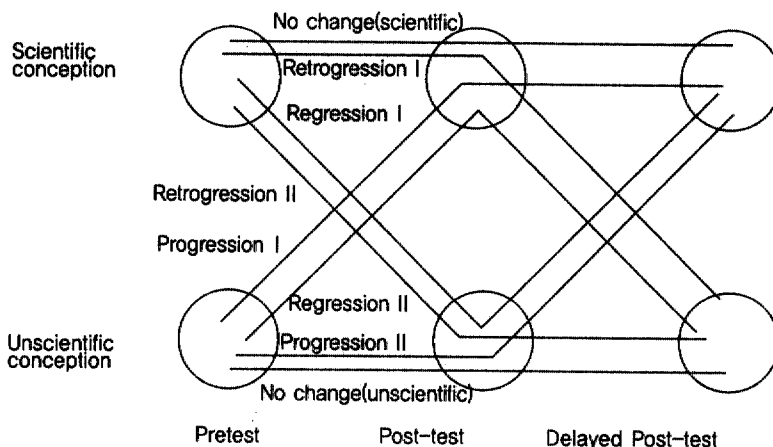 No change(scientific)
Scientific
conception
Retrogression I
Regression I
Retrogression II
Progression I
Regression II
Unscientific
conception
Progression II
No change(unscientific)
Pretest
Post-test
Delayed Post-test